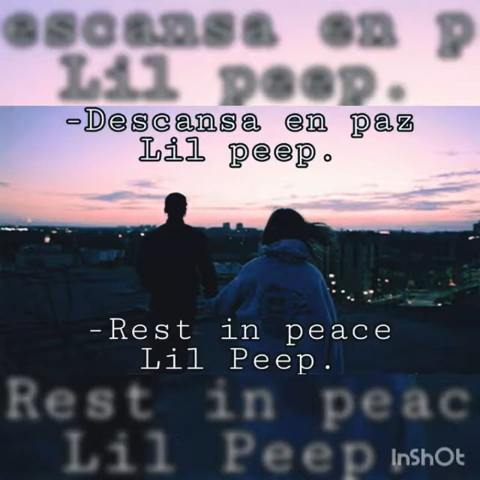 escansa en p
Lil peep.
-Descansa en paz
Lil peep.
-Rest in peace
Lil Peep.
Rest in peac
Lil Peep.
InShOt